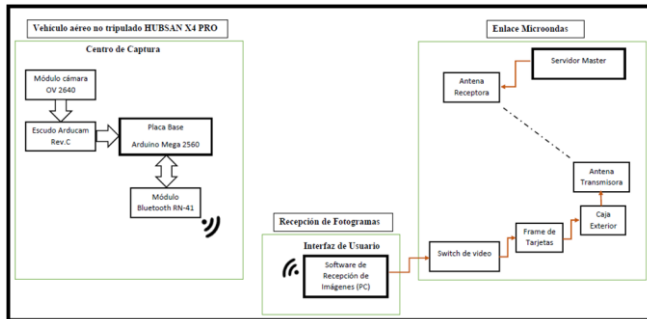 Vehículo aéreo no tripulado HUBSAN X4 PRO
Centro de Captura
Módulo cámara
OV 2640
Escudo Arducam
Rev.C
Placa Base
Arduino Mega 2560
Módulo
Bluetooth RN-41
Recepción de Fotogramas
Interfaz de Usuario
Software de
Recepción de
Imágenes (PC)
Enlace Microondas
Servidor Master
Antena
Receptora
Antena
Transmisora
Caja
Exterior
Frame de
Tarjetas
Switch de video